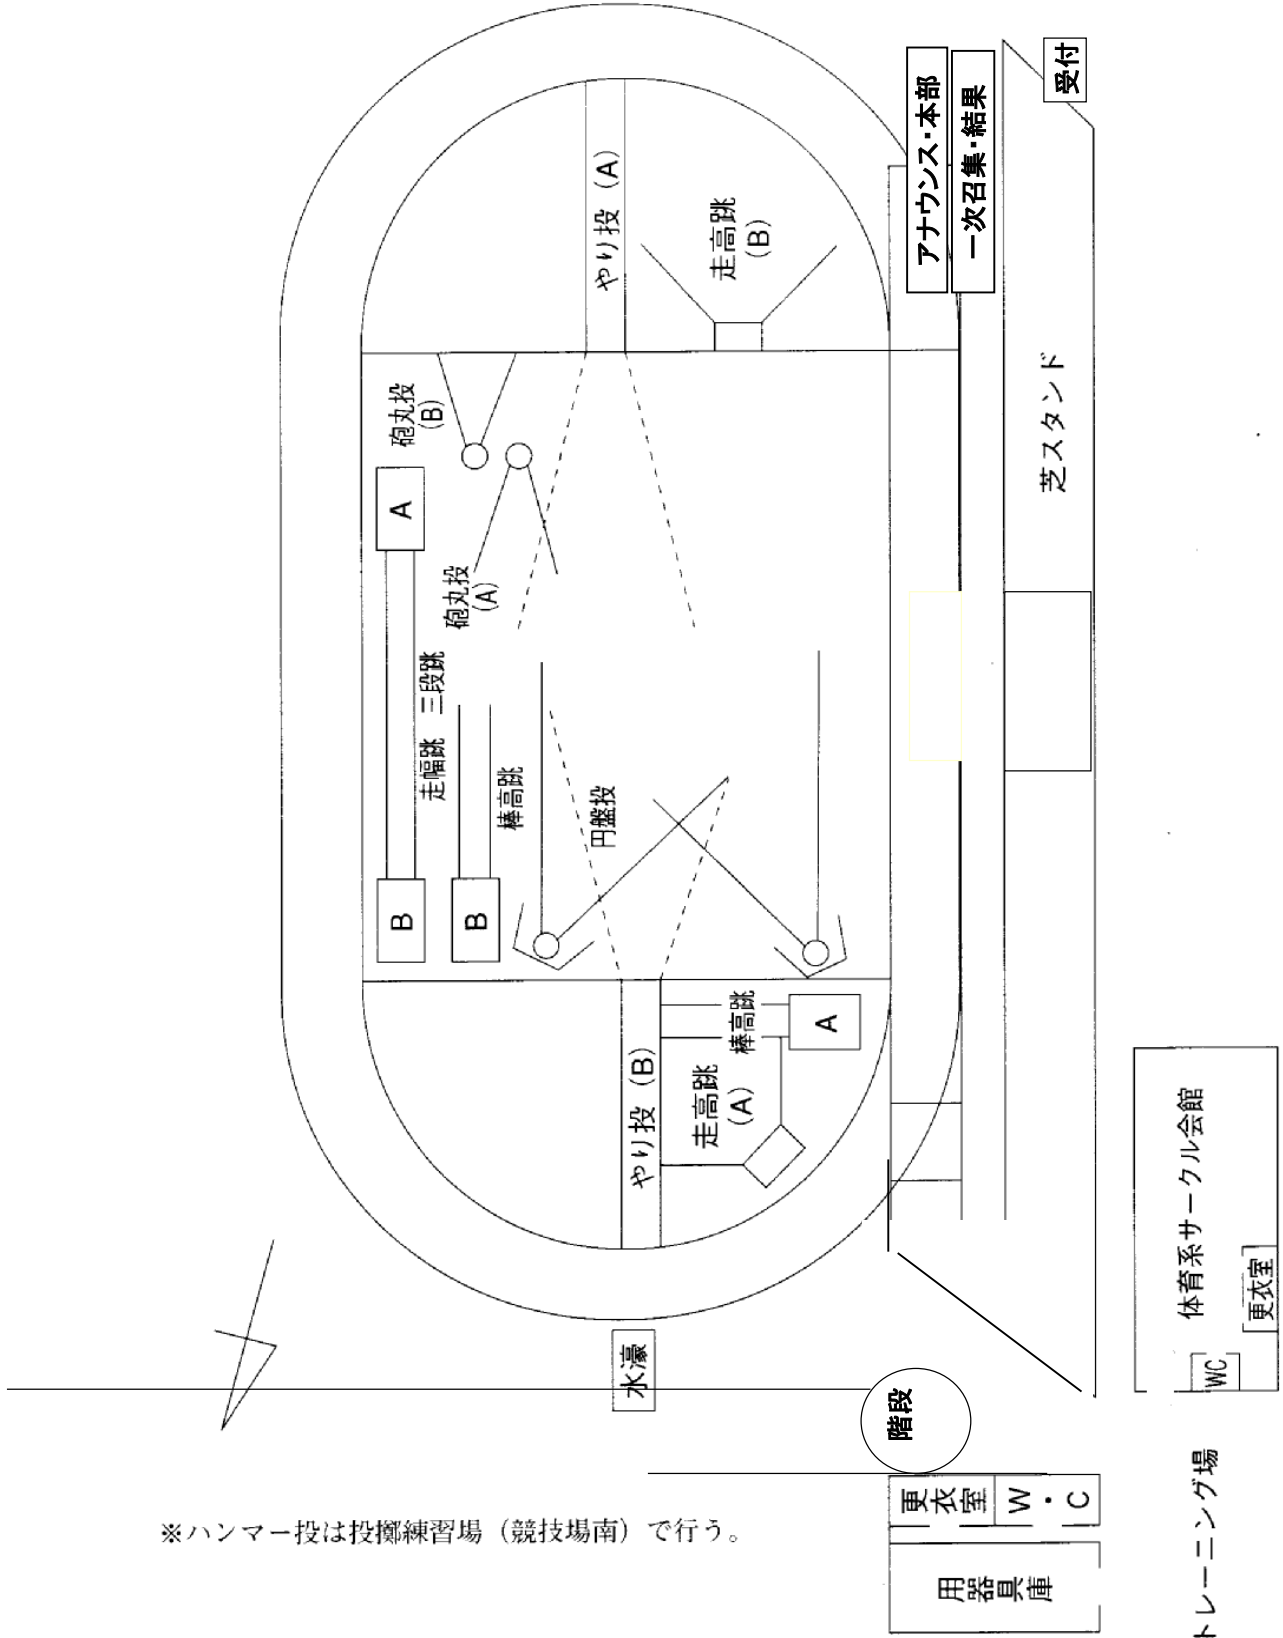 アナウンス・本部
一次召集・結果
受付
やり投 (A)
走高跳
(B)
砲丸投
(B)
A
砲丸投
(A)
芝スタンド
走幅跳 三段跳
棒高跳
円盤投
B
B
棒高跳
A
やり投 (B)
走高跳
(A)
体育系サークル会館
更衣室
WC
水濠
階段
更衣室
W・C
用器具庫
トレーニング場
※ハンマー投は投擲練習場（競技場南）で行う。